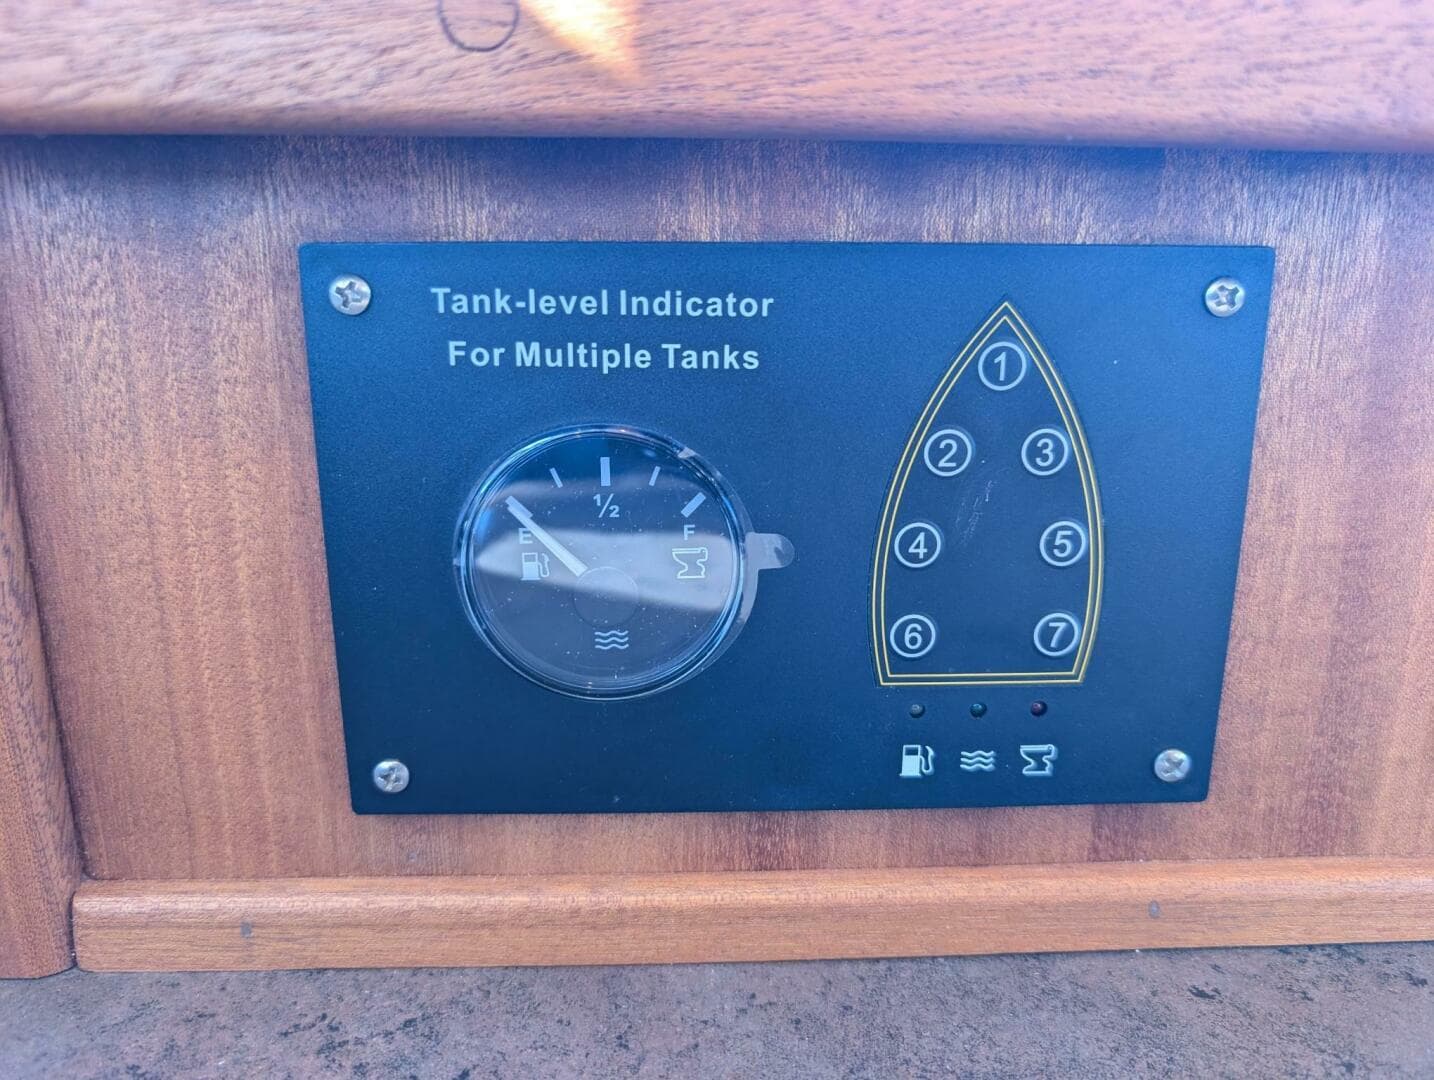 Tank-level Indicator
For Multiple Tanks
½
E
F
1
2 3
4 5
6 7